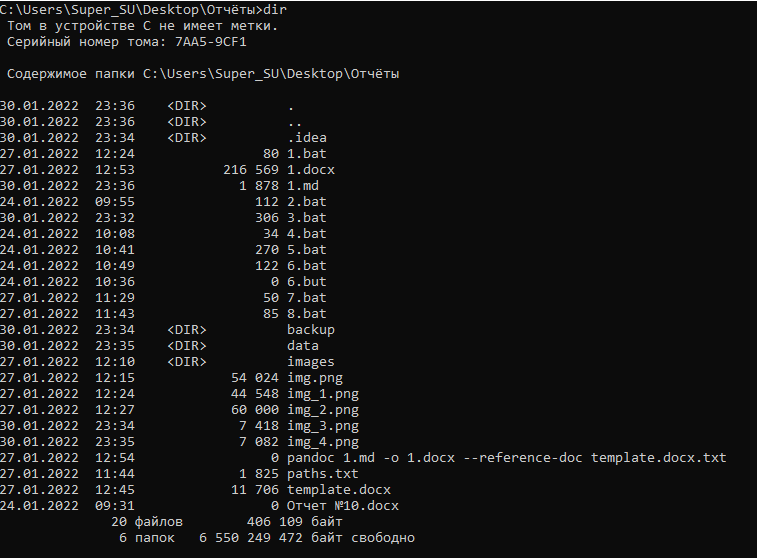 C:\Users\Super_SU\Desktop\Отчёты>dir
Том в устройстве C не имеет метки.
Серийный номер тома: 7AA5-9CF1
Содержимое папки C:\Users\Super_SU\Desktop\Отчёты
30.01.2022  23:36    <DIR>          .
30.01.2022  23:36    <DIR>          ..
30.01.2022  23:34    <DIR>          .idea
27.01.2022  12:24                80 1.bat
27.01.2022  12:53           216 569 1.docx
30.01.2022  23:36             1 878 1.md
24.01.2022  09:55               112 2.bat
30.01.2022  23:32               306 3.bat
24.01.2022  10:08                34 4.bat
24.01.2022  10:41               270 5.bat
24.01.2022  10:49               122 6.bat
24.01.2022  10:36                 0 6.but
27.01.2022  11:29                50 7.bat
27.01.2022  11:43                85 8.bat
30.01.2022  23:34    <DIR>          backup
30.01.2022  23:35    <DIR>          data
27.01.2022  12:10    <DIR>          images
27.01.2022  12:15            54 024 img.png
27.01.2022  12:24            44 548 img_1.png
27.01.2022  12:27            60 000 img_2.png
30.01.2022  23:34             7 418 img_3.png
30.01.2022  23:35             7 082 img_4.png
27.01.2022  12:54                 0 pandoc 1.md -o 1.docx --reference-doc template.docx.txt
27.01.2022  11:44             1 825 paths.txt
27.01.2022  12:45            11 706 template.docx
24.01.2022  09:31                 0 Отчет №10.docx
20 файлов        406 109 байт
6 папок   6 550 249 472 байт свободно